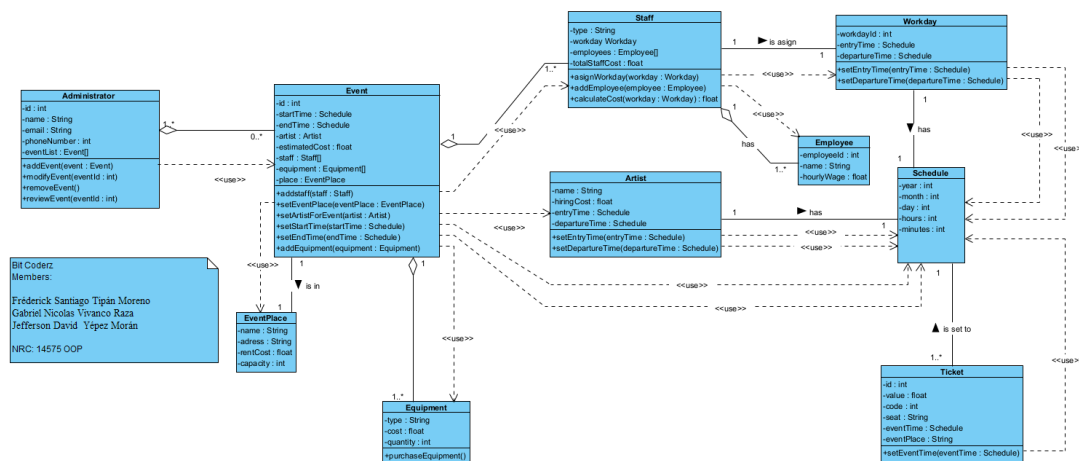 Staff
-type : String
-workday Workday
-employees : Employee[]
-totalStaffCost : float
+asignWorkday(workday : Workday)
+addEmployee(employee : Employee)
+calculateCost(workday : Workday) : float
1
is asign
1
<<use>>
Workday
-workdayId : int
-entryTime : Schedule
-departureTime : Schedule
+setEntryTime(entryTime : Schedule)
+setDepartureTime(departureTime : Schedule)
Administrator
-id : int
-name : String
-email : String
-phoneNumber : int
-eventList : Event[]
+addEvent(event : Event)
+modifyEvent(eventId : int)
+removeEvent()
+reviewEvent(eventId : int)
1
0..*
<<use>>
Event
-id : int
-startTime : Schedule
-endTime : Schedule
-artist : Artist
-estimatedCost : float
-staff : Staff[]
-equipment : Equipment[]
-place : EventPlace
+addstaff(staff : Staff)
+setEventPlace(eventPlace : EventPlace)
+setArtistForEvent(artist : Artist)
+setStartTime(startTime : Schedule)
+setEndTime(endTime : Schedule)
+addEquipment(equipment : Equipment)
1..*
1
<<use>>
1
has
1..*
<<use>>
Employee
-employeeId : int
-name : String
-hourlyWage : float
1
has
1
<<use>>
<<use>>
Artist
-name : String
-hiringCost : float
-entryTime : Schedule
-departureTime : Schedule
+setEntryTime(entryTime : Schedule)
+setDepartureTime(departureTime : Schedule)
<<use>>
1
has
1
<<use>>
<<use>>
Schedule
-year : int
-month : int
-day : int
-hours : int
-minutes : int
Bit Coderz
Members:
Fréderick Santiago Tipán Moreno
Gabriel Nicolas Vivanco Raza
Jefferson David Yépez Morán
NRC: 14575 OOP
<<use>>
1
is in
1
EventPlace
-name : String
-adress : String
-rentCost : float
-capacity : int
1
1..*
<<use>>
<<use>>
<<use>>
Equipment
-type : String
-cost : float
-quantity : int
+purchaseEquipment()
1
is set to
1..*
<<use>>
Ticket
-id : int
-value : float
-code : int
-seat : String
-eventTime : Schedule
-eventPlace : String
+setEventTime(eventTime : Schedule)